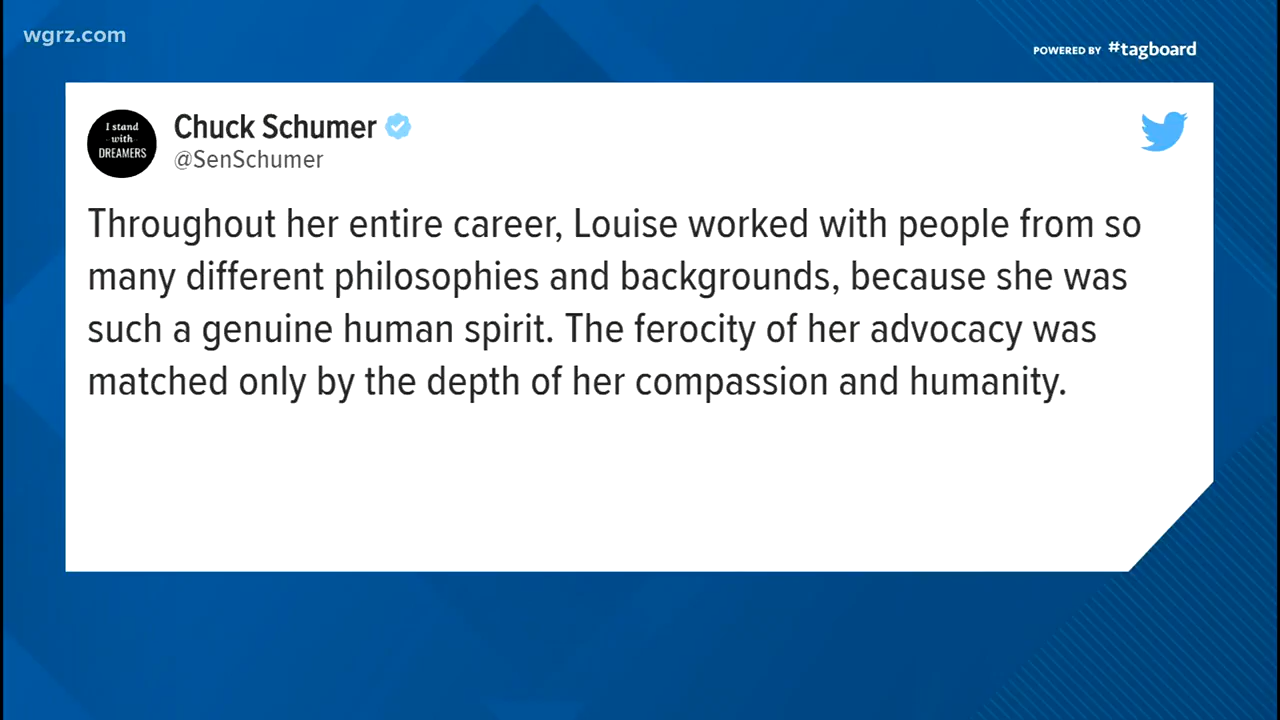 wgrz.com
POWERED BY #tagboard
I stand
with
DREAMERS
Chuck Schumer
@SenSchumer
Throughout her entire career, Louise worked with people from so
many different philosophies and backgrounds, because she was
such a genuine human spirit. The ferocity of her advocacy was
matched only by the depth of her compassion and humanity.